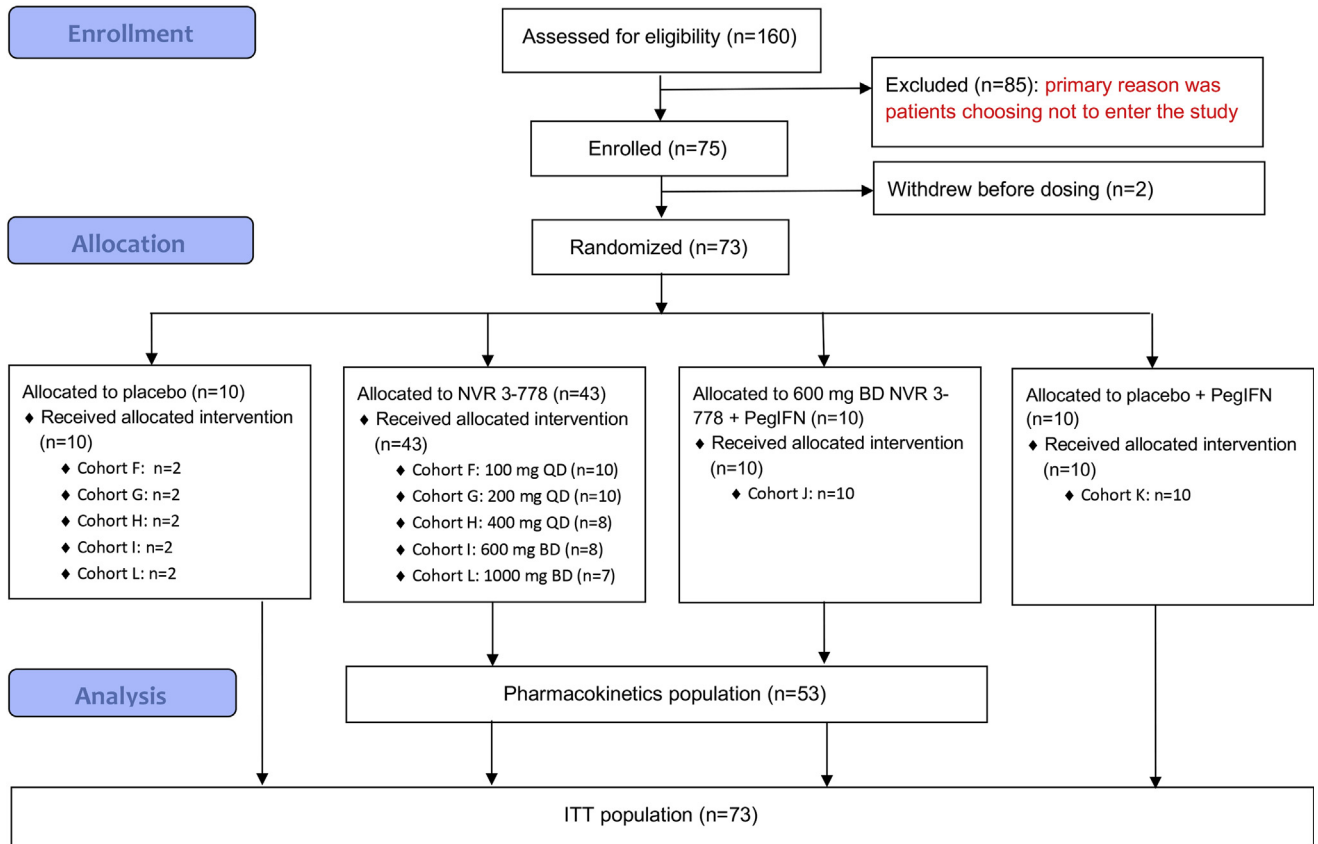 Enrollment
Assessed for eligibility (n=160)
Excluded (n=85): primary reason was
patients choosing not to enter the study
Enrolled (n=75)
Withdrew before dosing (n=2)
Allocation
Randomized (n=73)
Allocated to placebo (n=10)
♦ Received allocated intervention
(n=10)
♦ Cohort F: n=2
♦ Cohort G: n=2
♦ Cohort H: n=2
♦ Cohort I: n=2
♦ Cohort L: n=2
Allocated to NVR 3-778 (n=43)
♦ Received allocated intervention
(n=43)
♦ Cohort F: 100 mg QD (n=10)
♦ Cohort G: 200 mg QD (n=10)
♦ Cohort H: 400 mg QD (n=8)
♦ Cohort I: 600 mg BD (n=8)
♦ Cohort L: 1000 mg BD (n=7)
Allocated to 600 mg BD NVR 3-
778 + PegIFN (n=10)
♦ Received allocated intervention
(n=10)
♦ Cohort J: n=10
Allocated to placebo + PegIFN
(n=10)
♦ Received allocated intervention
(n=10)
♦ Cohort K: n=10
Analysis
Pharmacokinetics population (n=53)
ITT population (n=73)